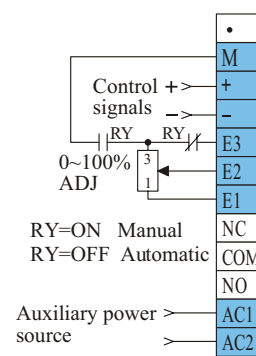 M
Control + +
signals − −
RY RY E3
0~100% 3 E2
ADJ 1 E1
RY=ON Manual NC
RY=OFF Automatic COM
NO
Auxiliary power AC1
source AC2